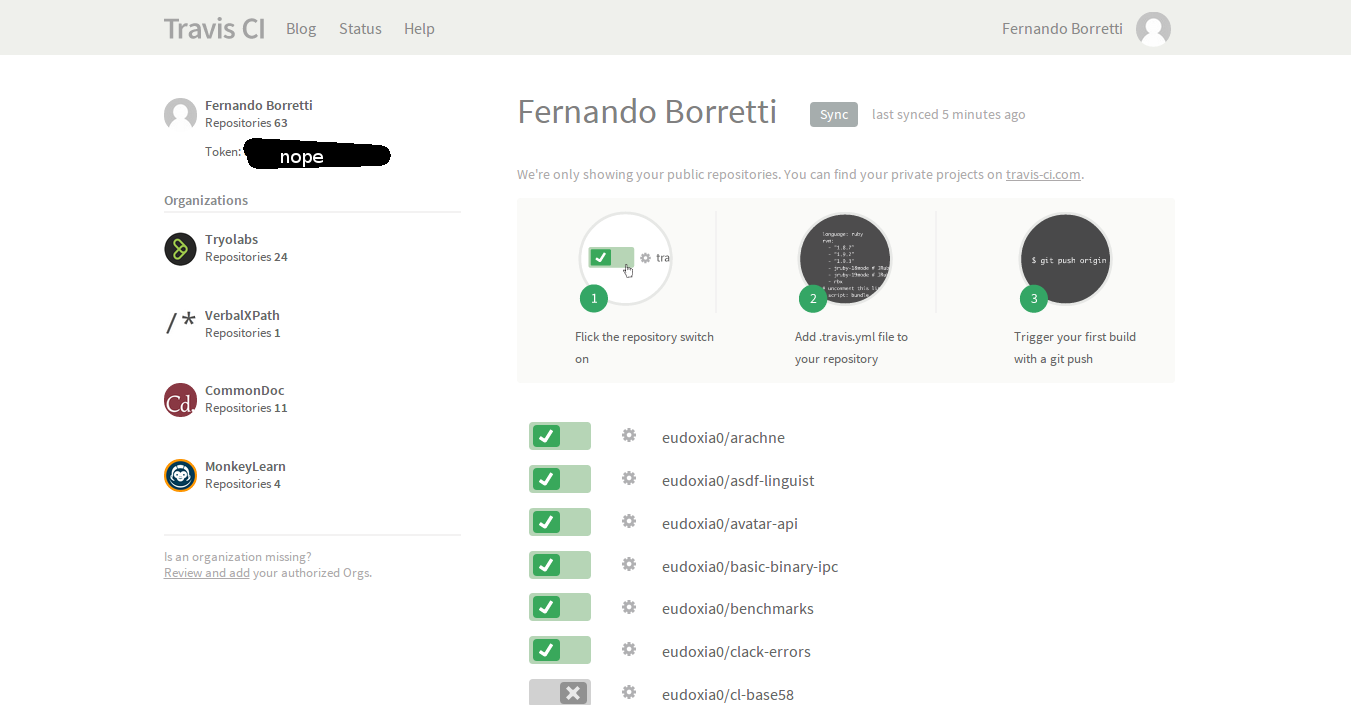 Travis CI Blog Status Help Fernando Borretti
Fernando Borretti
Repositories 63
Token: nope
Organizations
Tryolabs
Repositories 24
/* VerbalXPath
Repositories 1
Cd. CommonDoc
Repositories 11
MonkeyLearn
Repositories 4
Is an organization missing?
Review and add your authorized Orgs.
Fernando Borretti Sync last synced 5 minutes ago
We're only showing your public repositories. You can find your private projects on travis-ci.com.
tra
1
Flick the repository switch
on
language: ruby
rvm:
- "1.8.7"
- "1.9.2"
- "1.9.3"
- jruby-18mode # JRu
- jruby-19mode # JRu
- rbx
# uncomment this li
script: bundle
2
Add .travis.yml file to
your repository
$ git push origin
3
Trigger your first build
with a git push
eudoxia0/arachne
eudoxia0/asdf-linguist
eudoxia0/avatar-api
eudoxia0/basic-binary-ipc
eudoxia0/benchmarks
eudoxia0/clack-errors
eudoxia0/cl-base58